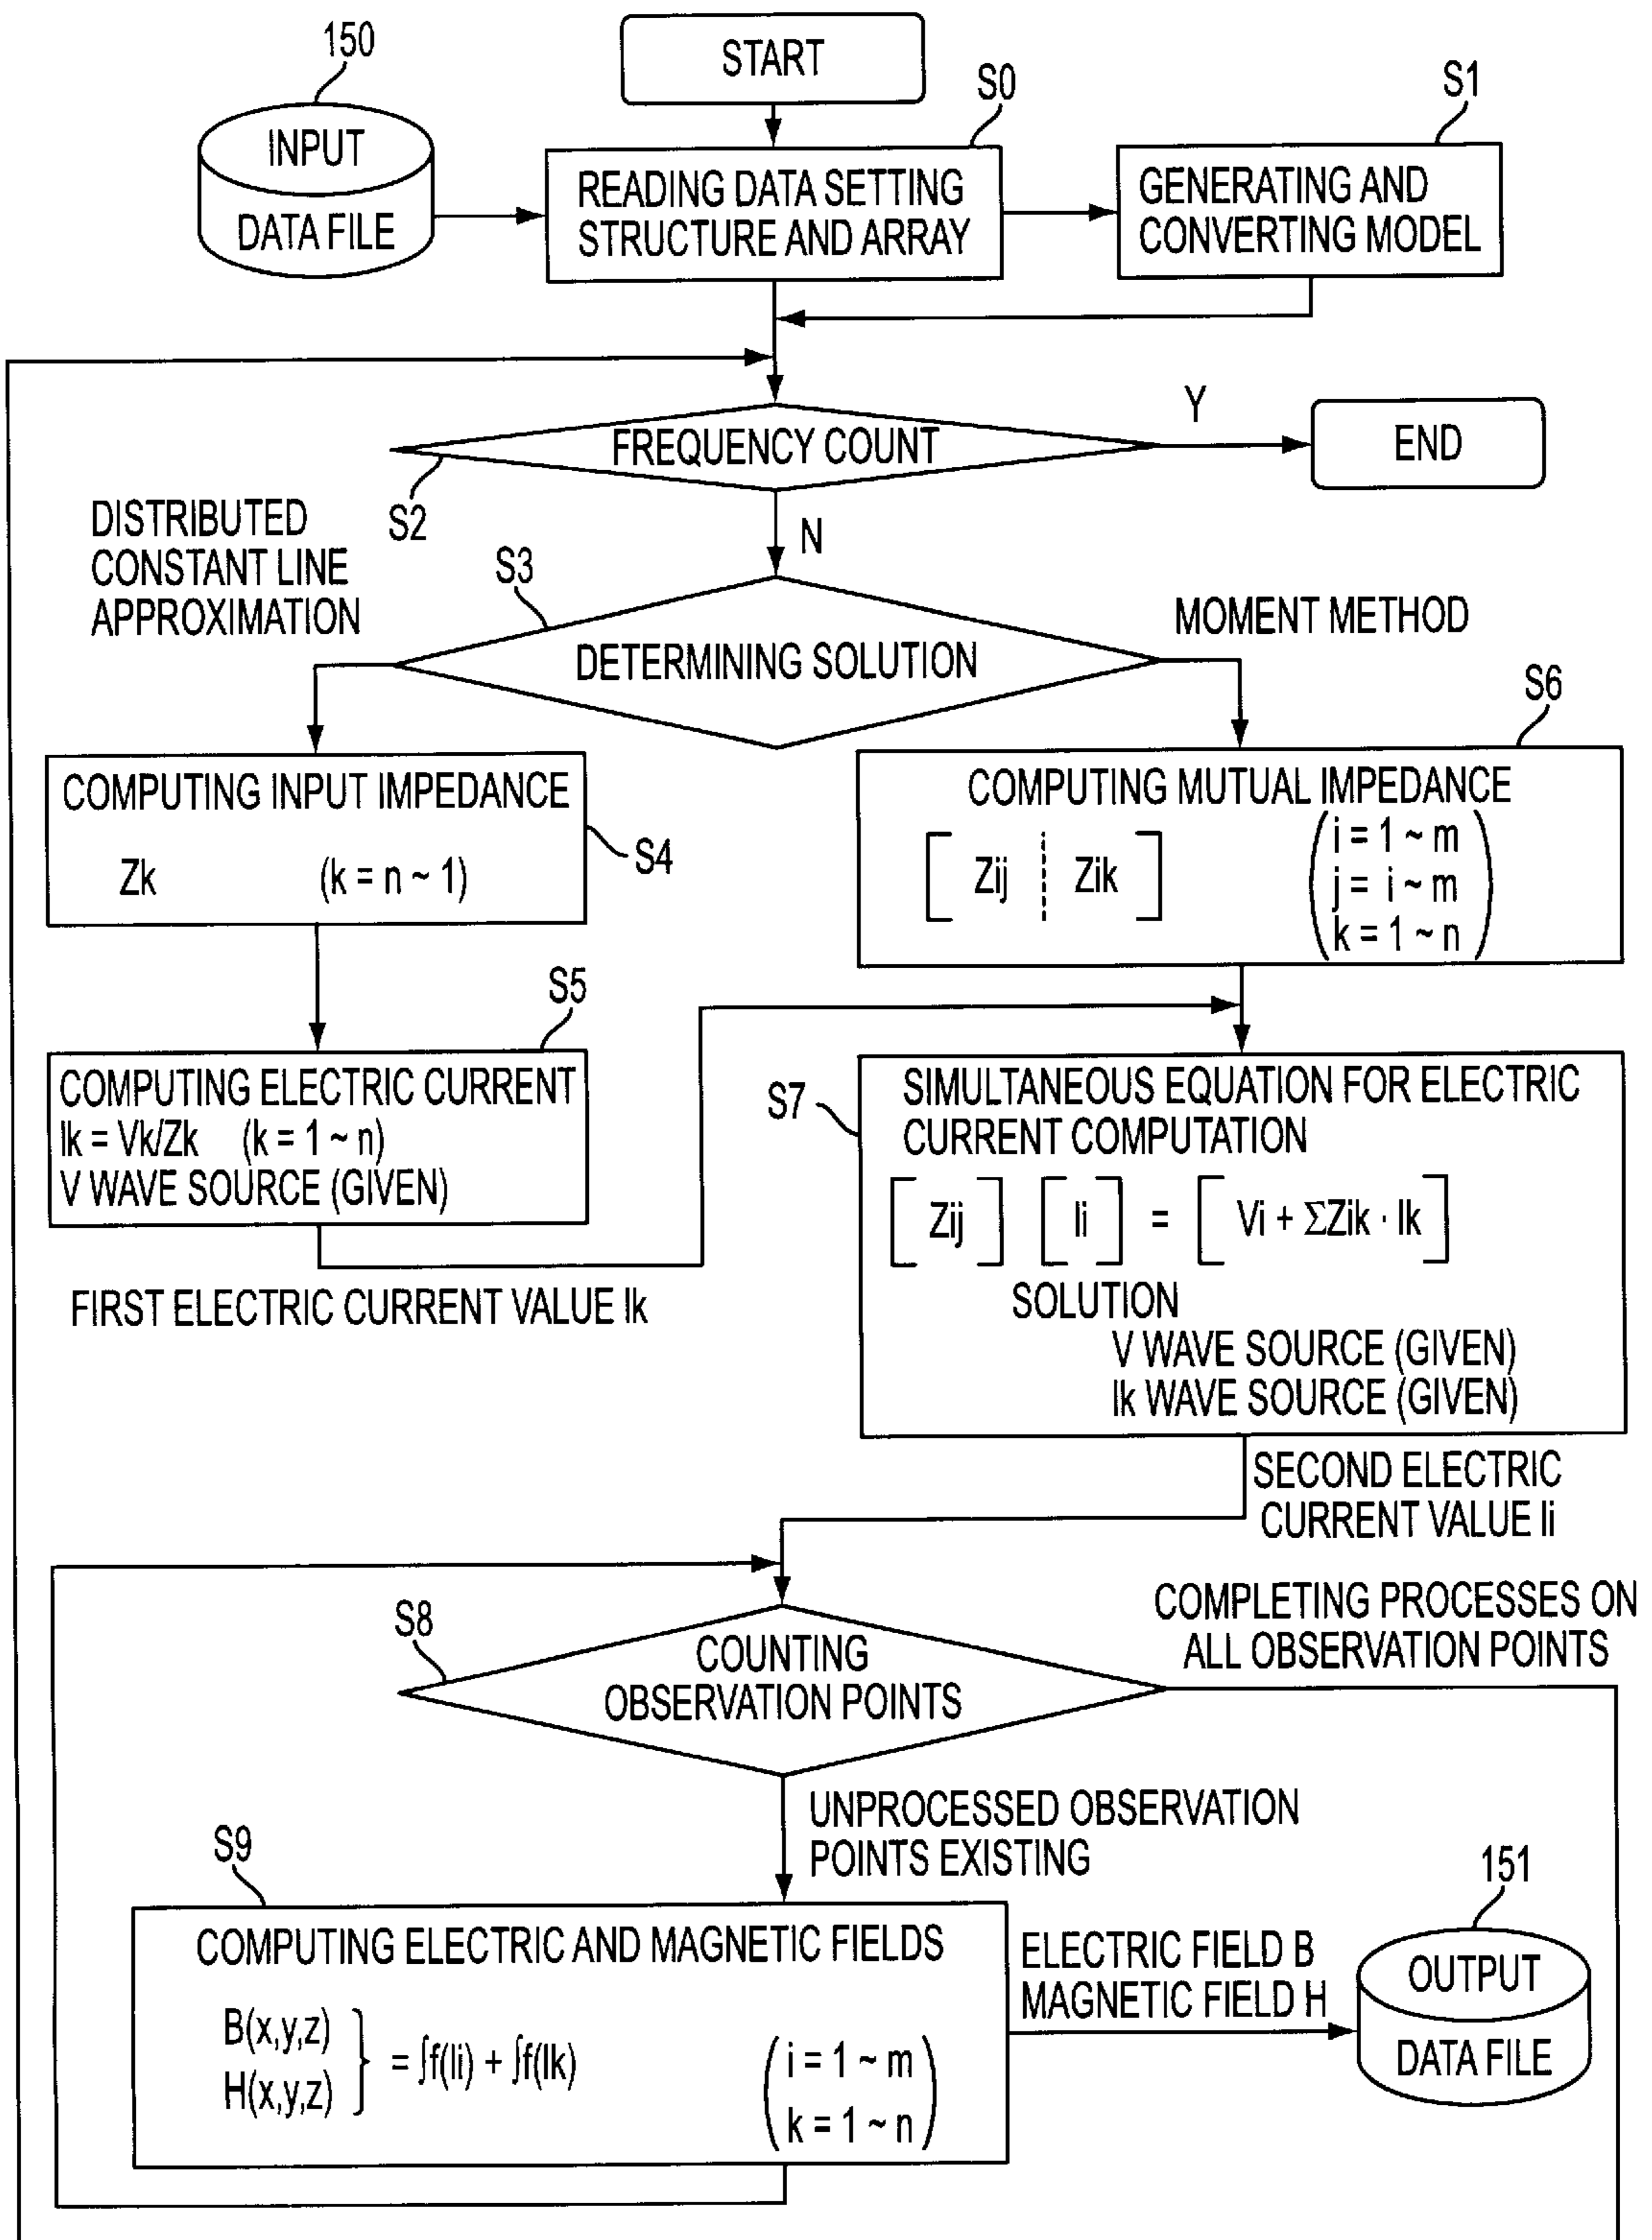 150
START
S0
S1
INPUT
DATA FILE
READING DATA SETTING
STRUCTURE AND ARRAY
GENERATING AND
CONVERTING MODEL
FREQUENCY COUNT
Y
END
S2
N
DISTRIBUTED
CONSTANT LINE
APPROXIMATION
S3
MOMENT METHOD
DETERMINING SOLUTION
S6
COMPUTING INPUT IMPEDANCE
Zk (k = n ~ 1)
S4
COMPUTING MUTUAL IMPEDANCE
[ Zij ¦ Zik ]
i = 1 ~ m
j = i ~ m
k = 1 ~ n
S5
COMPUTING ELECTRIC CURRENT
Ik = Vk/Zk (k = 1 ~ n)
V WAVE SOURCE (GIVEN)
FIRST ELECTRIC CURRENT VALUE Ik
S7
SIMULTANEOUS EQUATION FOR ELECTRIC
CURRENT COMPUTATION
[ Zij ] [ Ii ] = [ Vi + ΣZik · Ik ]
SOLUTION
V WAVE SOURCE (GIVEN)
Ik WAVE SOURCE (GIVEN)
SECOND ELECTRIC
CURRENT VALUE Ii
S8
COUNTING
OBSERVATION POINTS
COMPLETING PROCESSES ON
ALL OBSERVATION POINTS
UNPROCESSED OBSERVATION
POINTS EXISTING
S9
COMPUTING ELECTRIC AND MAGNETIC FIELDS
B(x,y,z)
H(x,y,z)
} = ∫f(Ii) + ∫f(Ik)
i = 1 ~ m
k = 1 ~ n
ELECTRIC FIELD B
MAGNETIC FIELD H
151
OUTPUT
DATA FILE